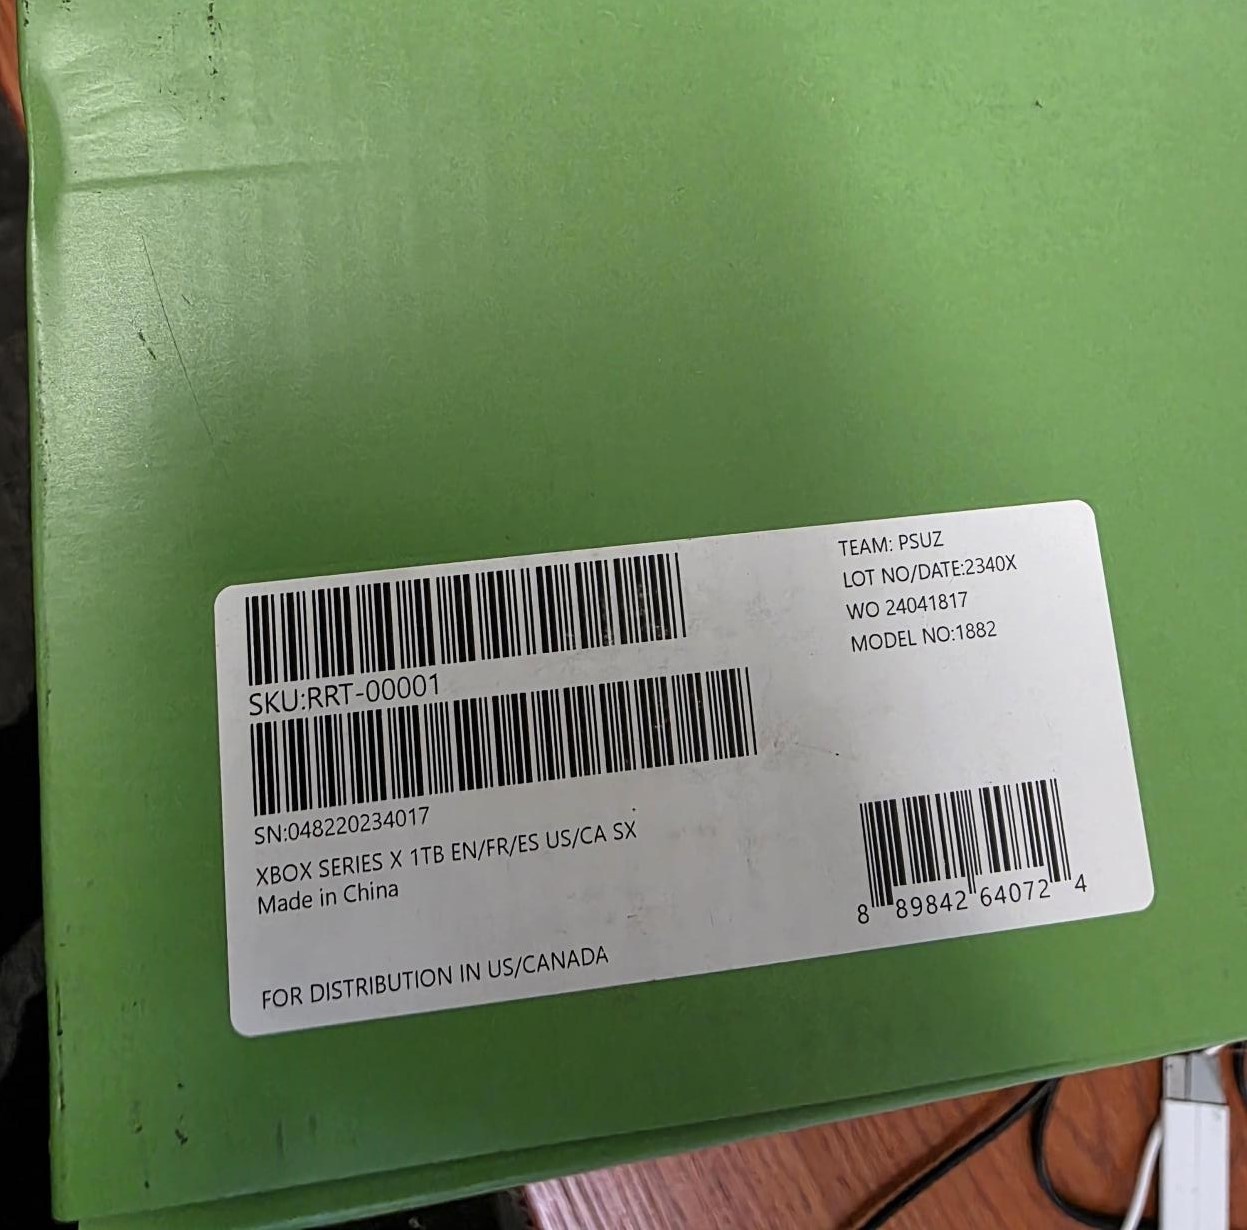 TEAM: PSUZ
LOT NO/DATE:2340X
WO 24041817
MODEL NO:1882
SKU:RRT-00001
SN:048220234017
XBOX SERIES X 1TB EN/FR/ES US/CA SX
Made in China
8 89842 64072 4
FOR DISTRIBUTION IN US/CANADA